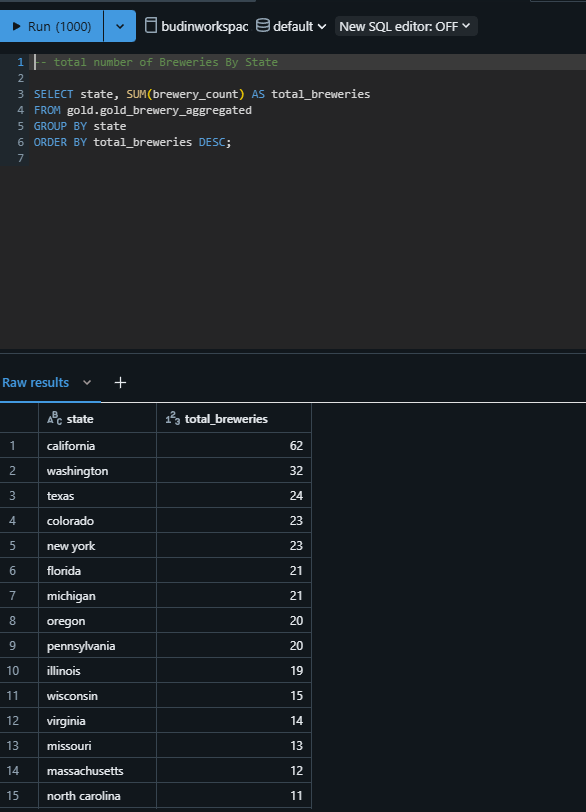 Run (1000) budinworkspac default New SQL editor: OFF
1 -- total number of Breweries By State
2
3 SELECT state, SUM(brewery_count) AS total_breweries
4 FROM gold.gold_brewery_aggregated
5 GROUP BY state
6 ORDER BY total_breweries DESC;
7
Raw results +
ABC state 123 total_breweries
1 california 62
2 washington 32
3 texas 24
4 colorado 23
5 new york 23
6 florida 21
7 michigan 21
8 oregon 20
9 pennsylvania 20
10 illinois 19
11 wisconsin 15
12 virginia 14
13 missouri 13
14 massachusetts 12
15 north carolina 11